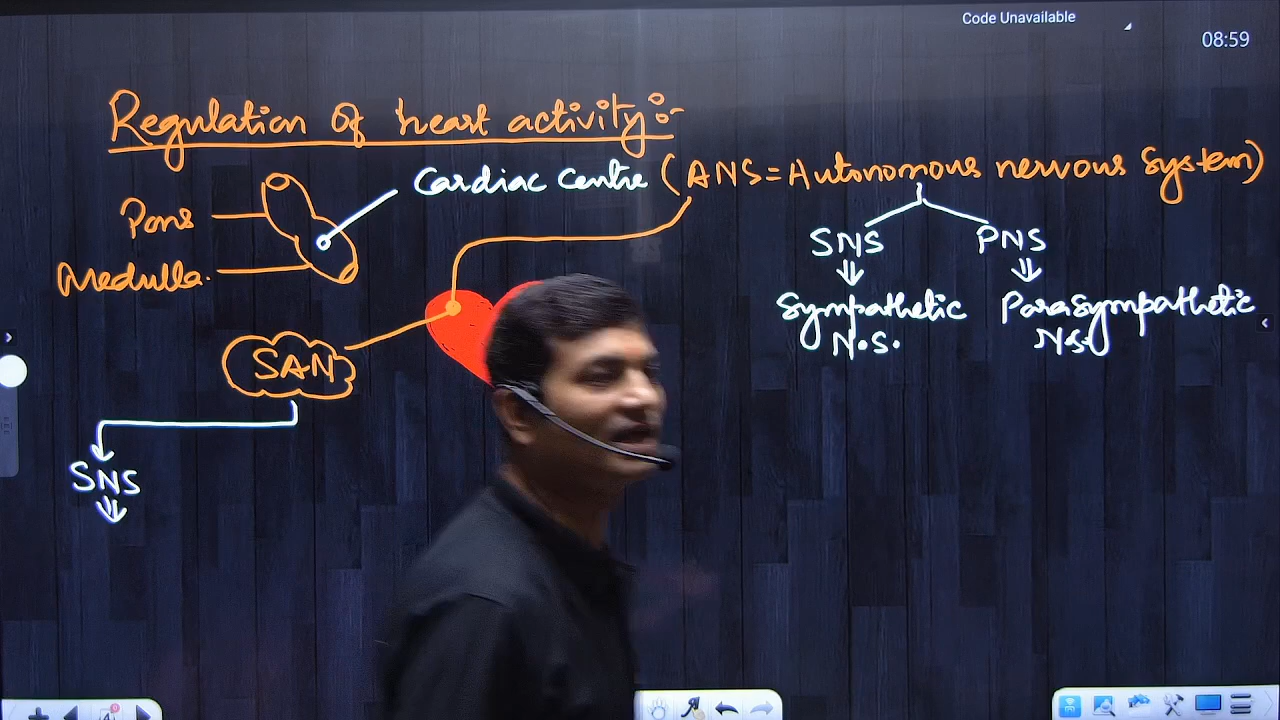 Code Unavailable
08:59
Regulation of heart activity :-
Cardiac Centre (ANS = Autonomous nervous System)
Pons
Medulla.
SNS PNS
Sympathetic N.S.
Parasympathetic N.S.
SAN
SNS